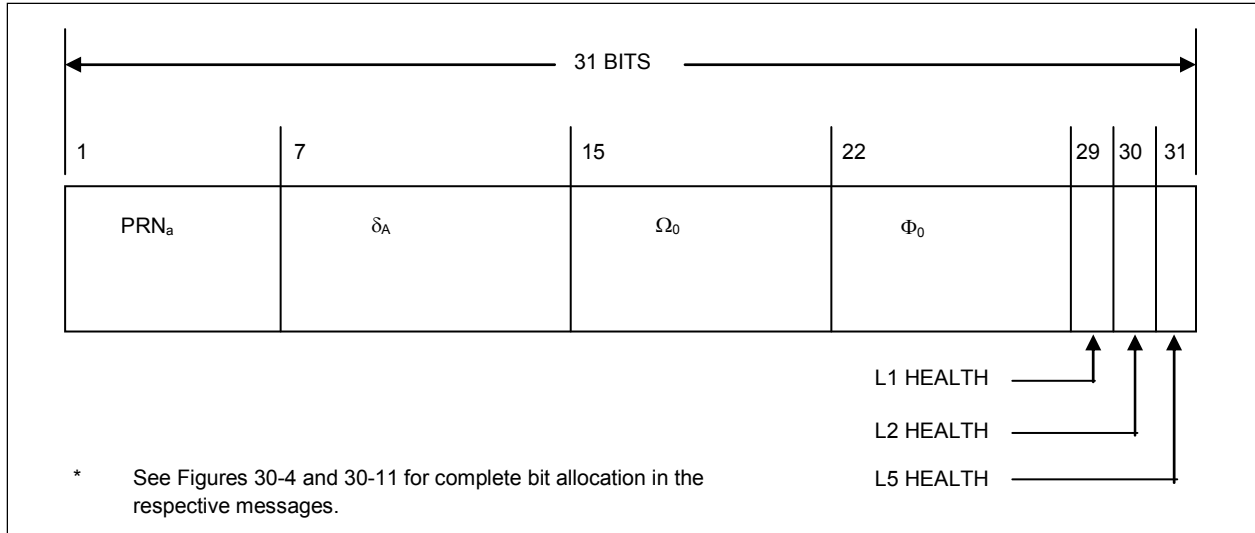 31 BITS
1 7 15 22 29 30 31
PRNa δA Ω0 Φ0
L1 HEALTH
L2 HEALTH
L5 HEALTH
* See Figures 30-4 and 30-11 for complete bit allocation in the
respective messages.